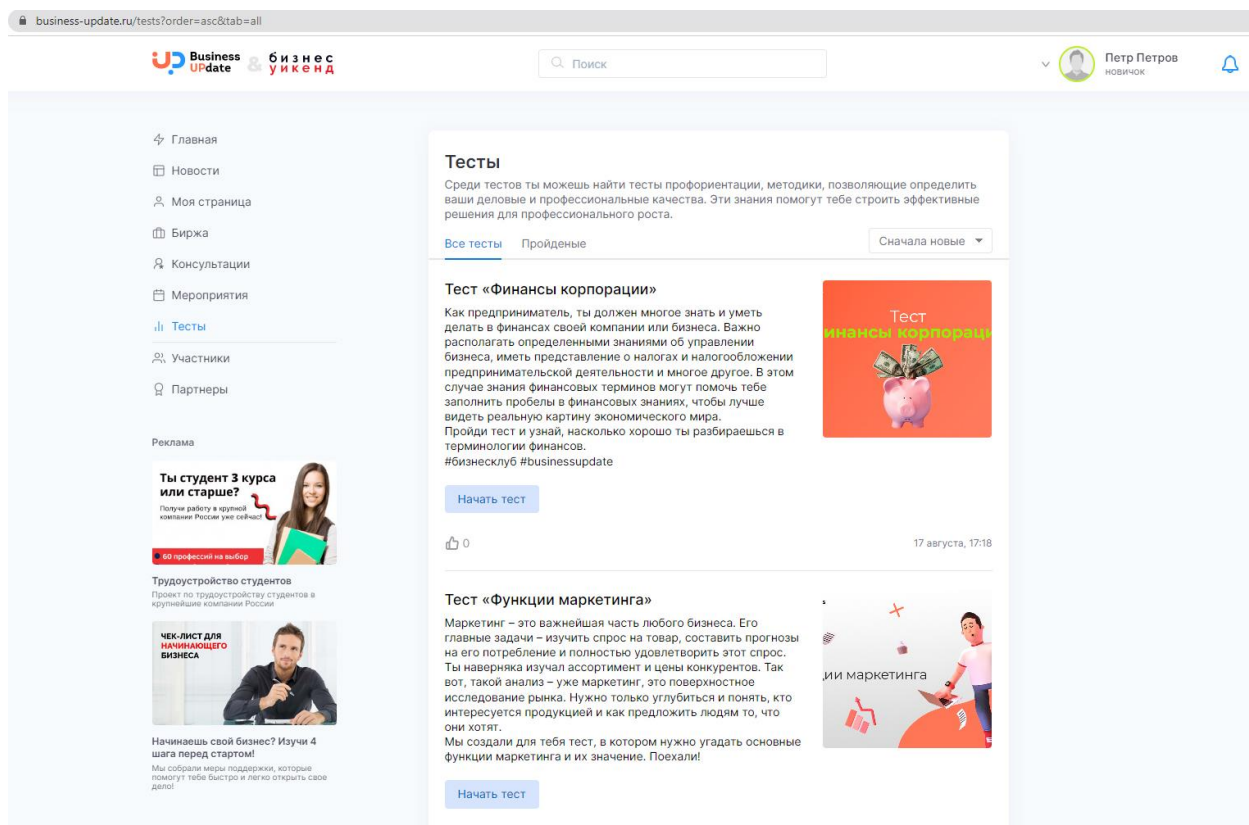 business-update.ru/tests?order=asc&tab=all
Business
UPdate
&
бизнес
уикенд
Поиск
Петр Петров
новичок
Главная
Новости
Моя страница
Биржа
Консультации
Мероприятия
Тесты
Участники
Партнеры
Реклама
Ты студент 3 курса
или старше?
Получи работу в крупной
компании России уже сейчас!
60 профессий на выбор
Трудоустройство студентов
Проект по трудоустройству студентов в
крупнейшие компании России
ЧЕК-ЛИСТ ДЛЯ
НАЧИНАЮЩЕГО
БИЗНЕСА
Начинаешь свой бизнес? Изучи 4
шага перед стартом!
Мы собрали меры поддержки, которые
помогут тебе быстро и легко открыть свое
дело!
Тесты
Среди тестов ты можешь найти тесты профориентации, методики, позволяющие определить
ваши деловые и профессиональные качества. Эти знания помогут тебе строить эффективные
решения для профессионального роста.
Все тесты
Пройденые
Сначала новые
Тест «Финансы корпорации»
Как предприниматель, ты должен многое знать и уметь
делать в финансах своей компании или бизнеса. Важно
располагать определенными знаниями об управлении
бизнеса, иметь представление о налогах и налогообложении
предпринимательской деятельности и многое другое. В этом
случае знания финансовых терминов могут помочь тебе
заполнить пробелы в финансовых знаниях, чтобы лучше
видеть реальную картину экономического мира.
Пройди тест и узнай, насколько хорошо ты разбираешься в
терминологии финансов.
#бизнесклуб #businessupdate
Тест
инансы корпораци
Начать тест
0
17 августа, 17:18
Тест «Функции маркетинга»
Маркетинг – это важнейшая часть любого бизнеса. Его
главные задачи – изучить спрос на товар, составить прогнозы
на его потребление и полностью удовлетворить этот спрос.
Ты наверняка изучал ассортимент и цены конкурентов. Так
вот, такой анализ – уже маркетинг, это поверхностное
исследование рынка. Нужно только углубиться и понять, кто
интересуется продукцией и как предложить людям то, что
они хотят.
Мы создали для тебя тест, в котором нужно угадать основные
функции маркетинга и их значение. Поехали!
ии маркетинга
Начать тест